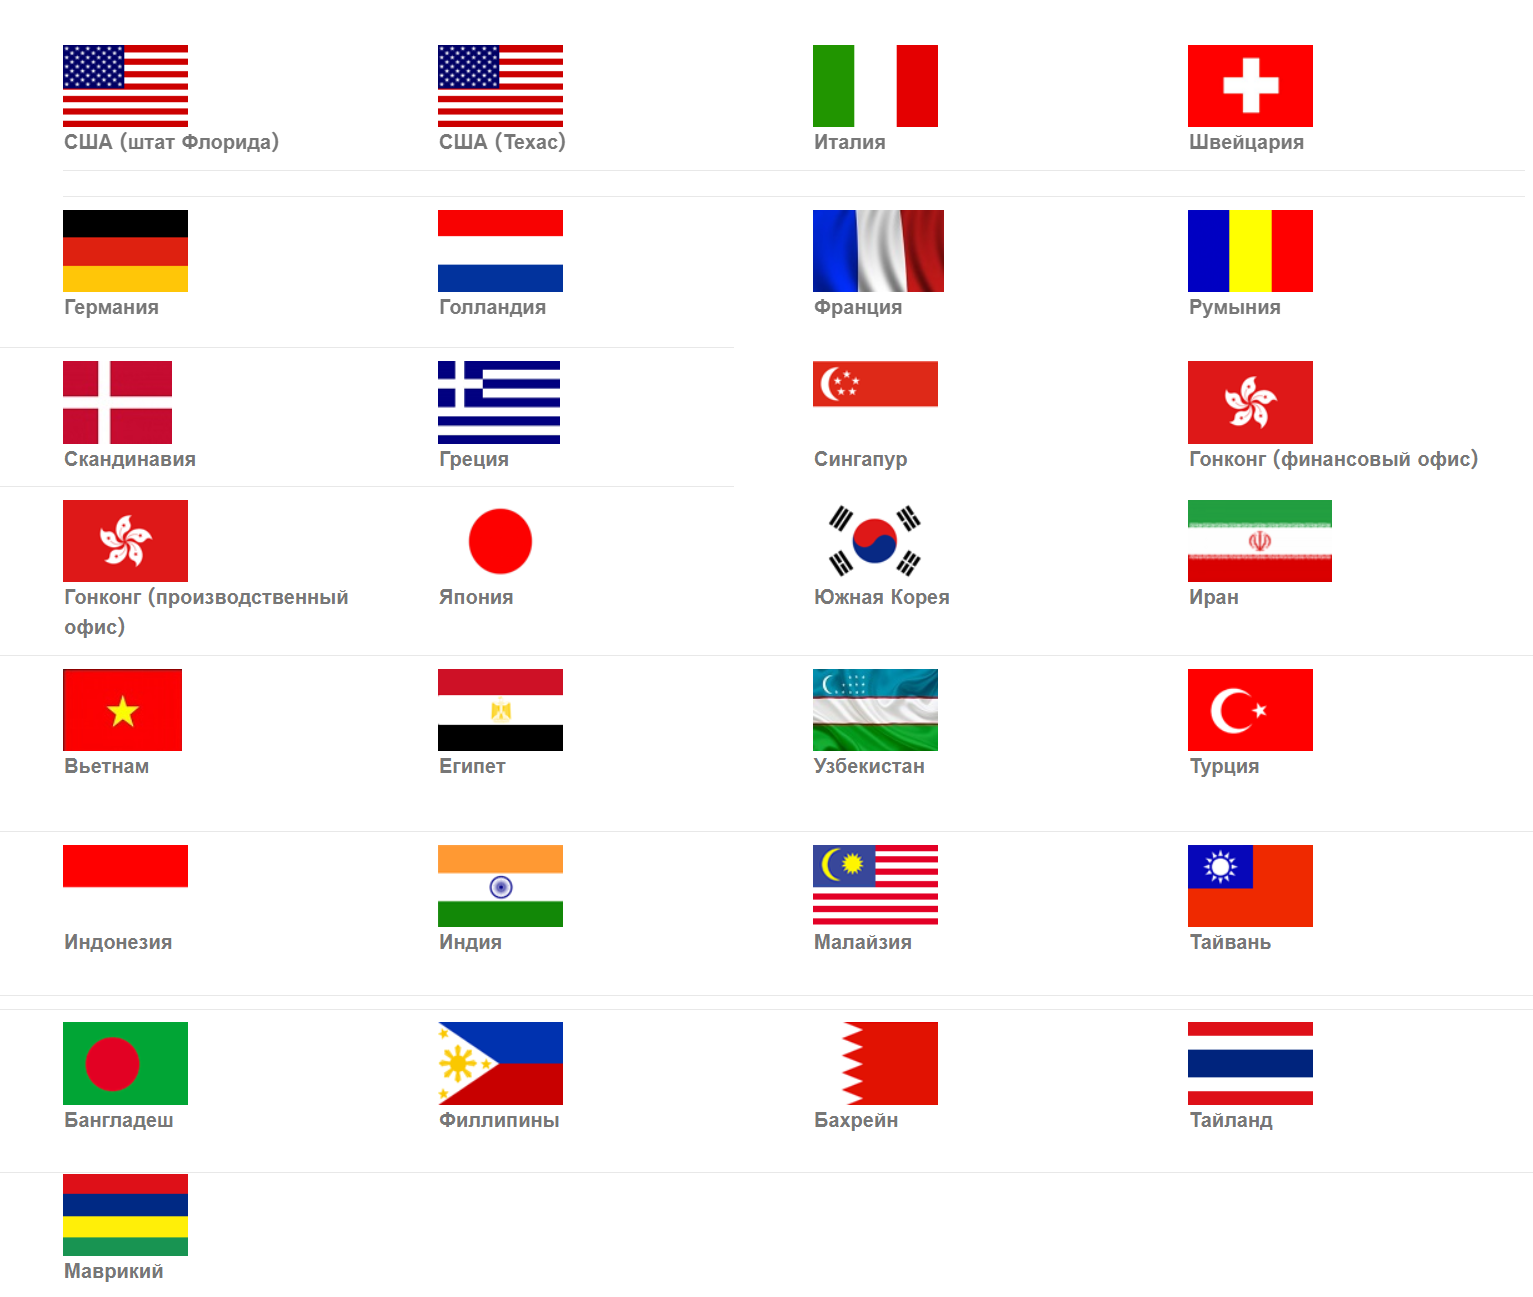 США (штат Флорида)
США (Техас)
Италия
Швейцария
Германия
Голландия
Франция
Румыния
Скандинавия
Греция
Сингапур
Гонконг (финансовый офис)
Гонконг (производственный
офис)
Япония
Южная Корея
Иран
Вьетнам
Египет
Узбекистан
Турция
Индонезия
Индия
Малайзия
Тайвань
Бангладеш
Филлипины
Бахрейн
Тайланд
Маврикий